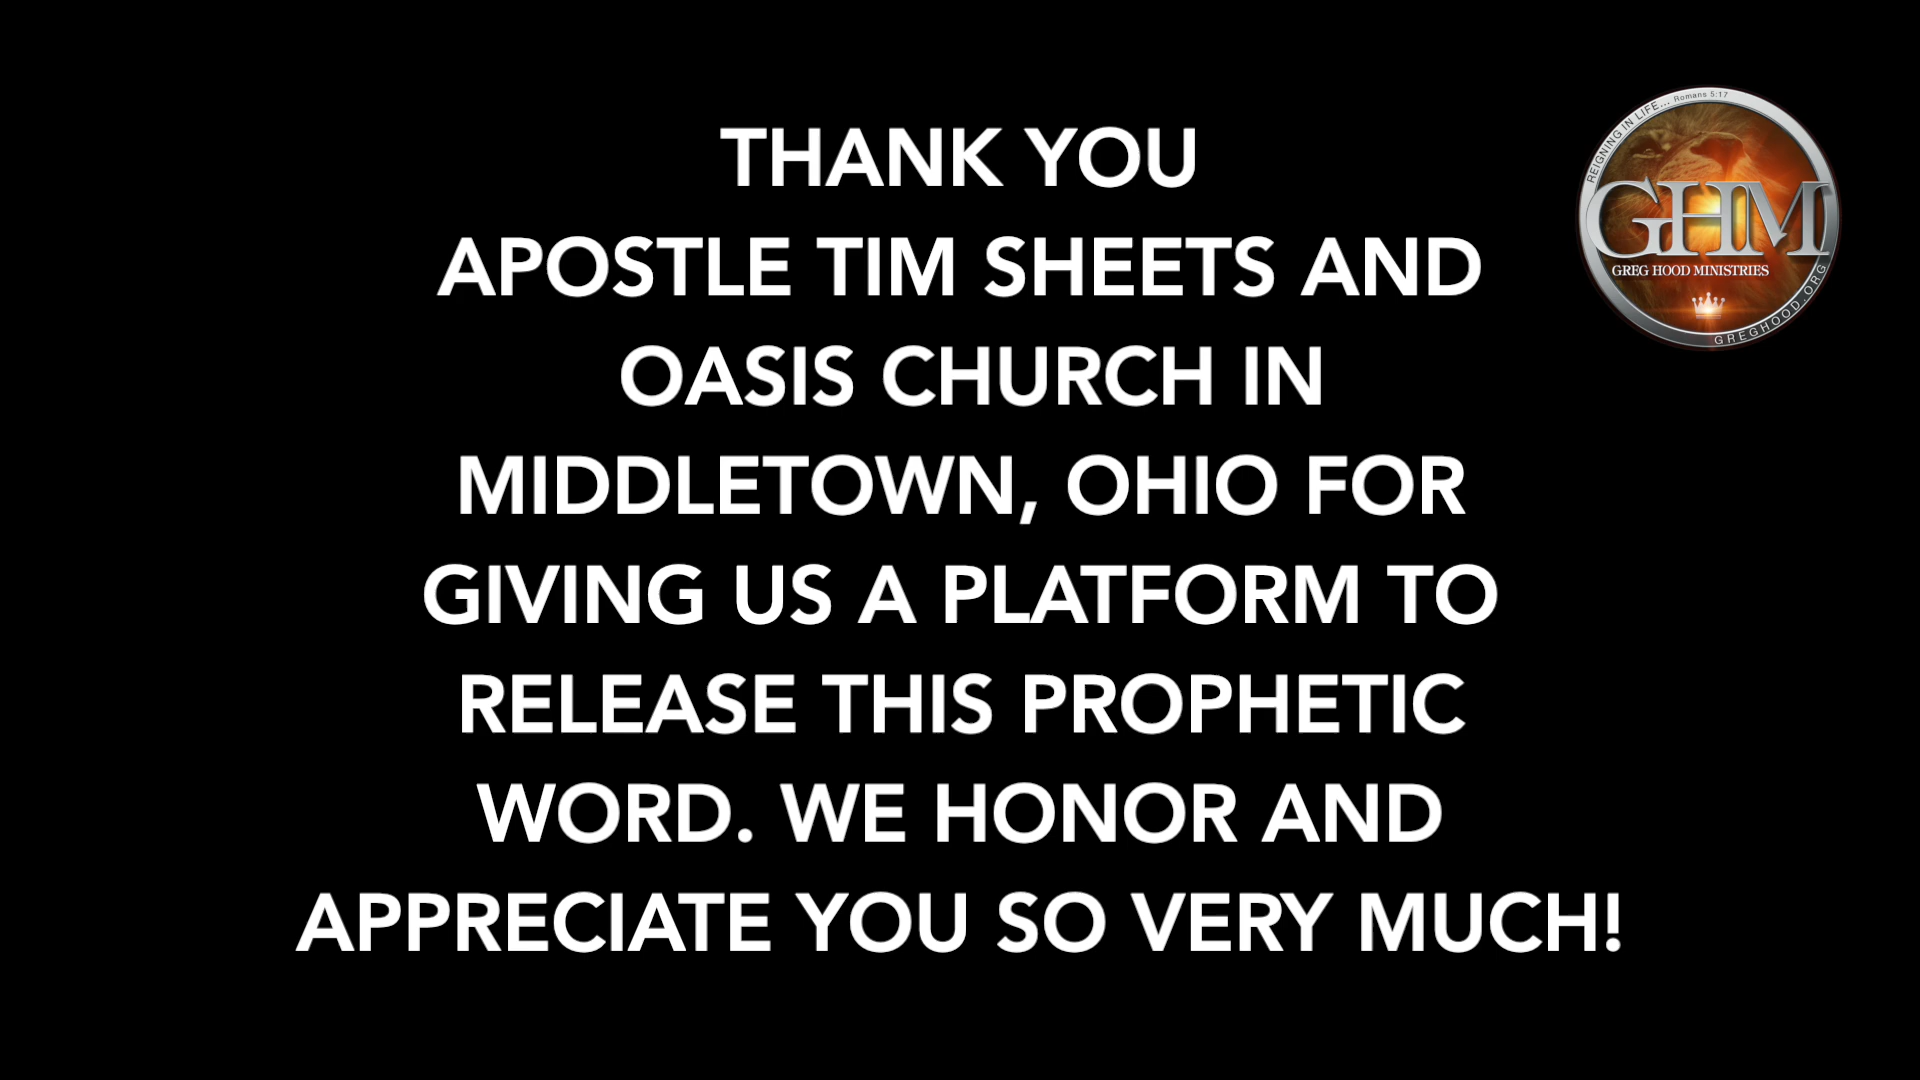 THANK YOU
APOSTLE TIM SHEETS AND
OASIS CHURCH IN
MIDDLETOWN, OHIO FOR
GIVING US A PLATFORM TO
RELEASE THIS PROPHETIC
WORD. WE HONOR AND
APPRECIATE YOU SO VERY MUCH!
REIGNING IN LIFE... Romans 5:17
GHM
GREG HOOD MINISTRIES
GREGHOOD.ORG